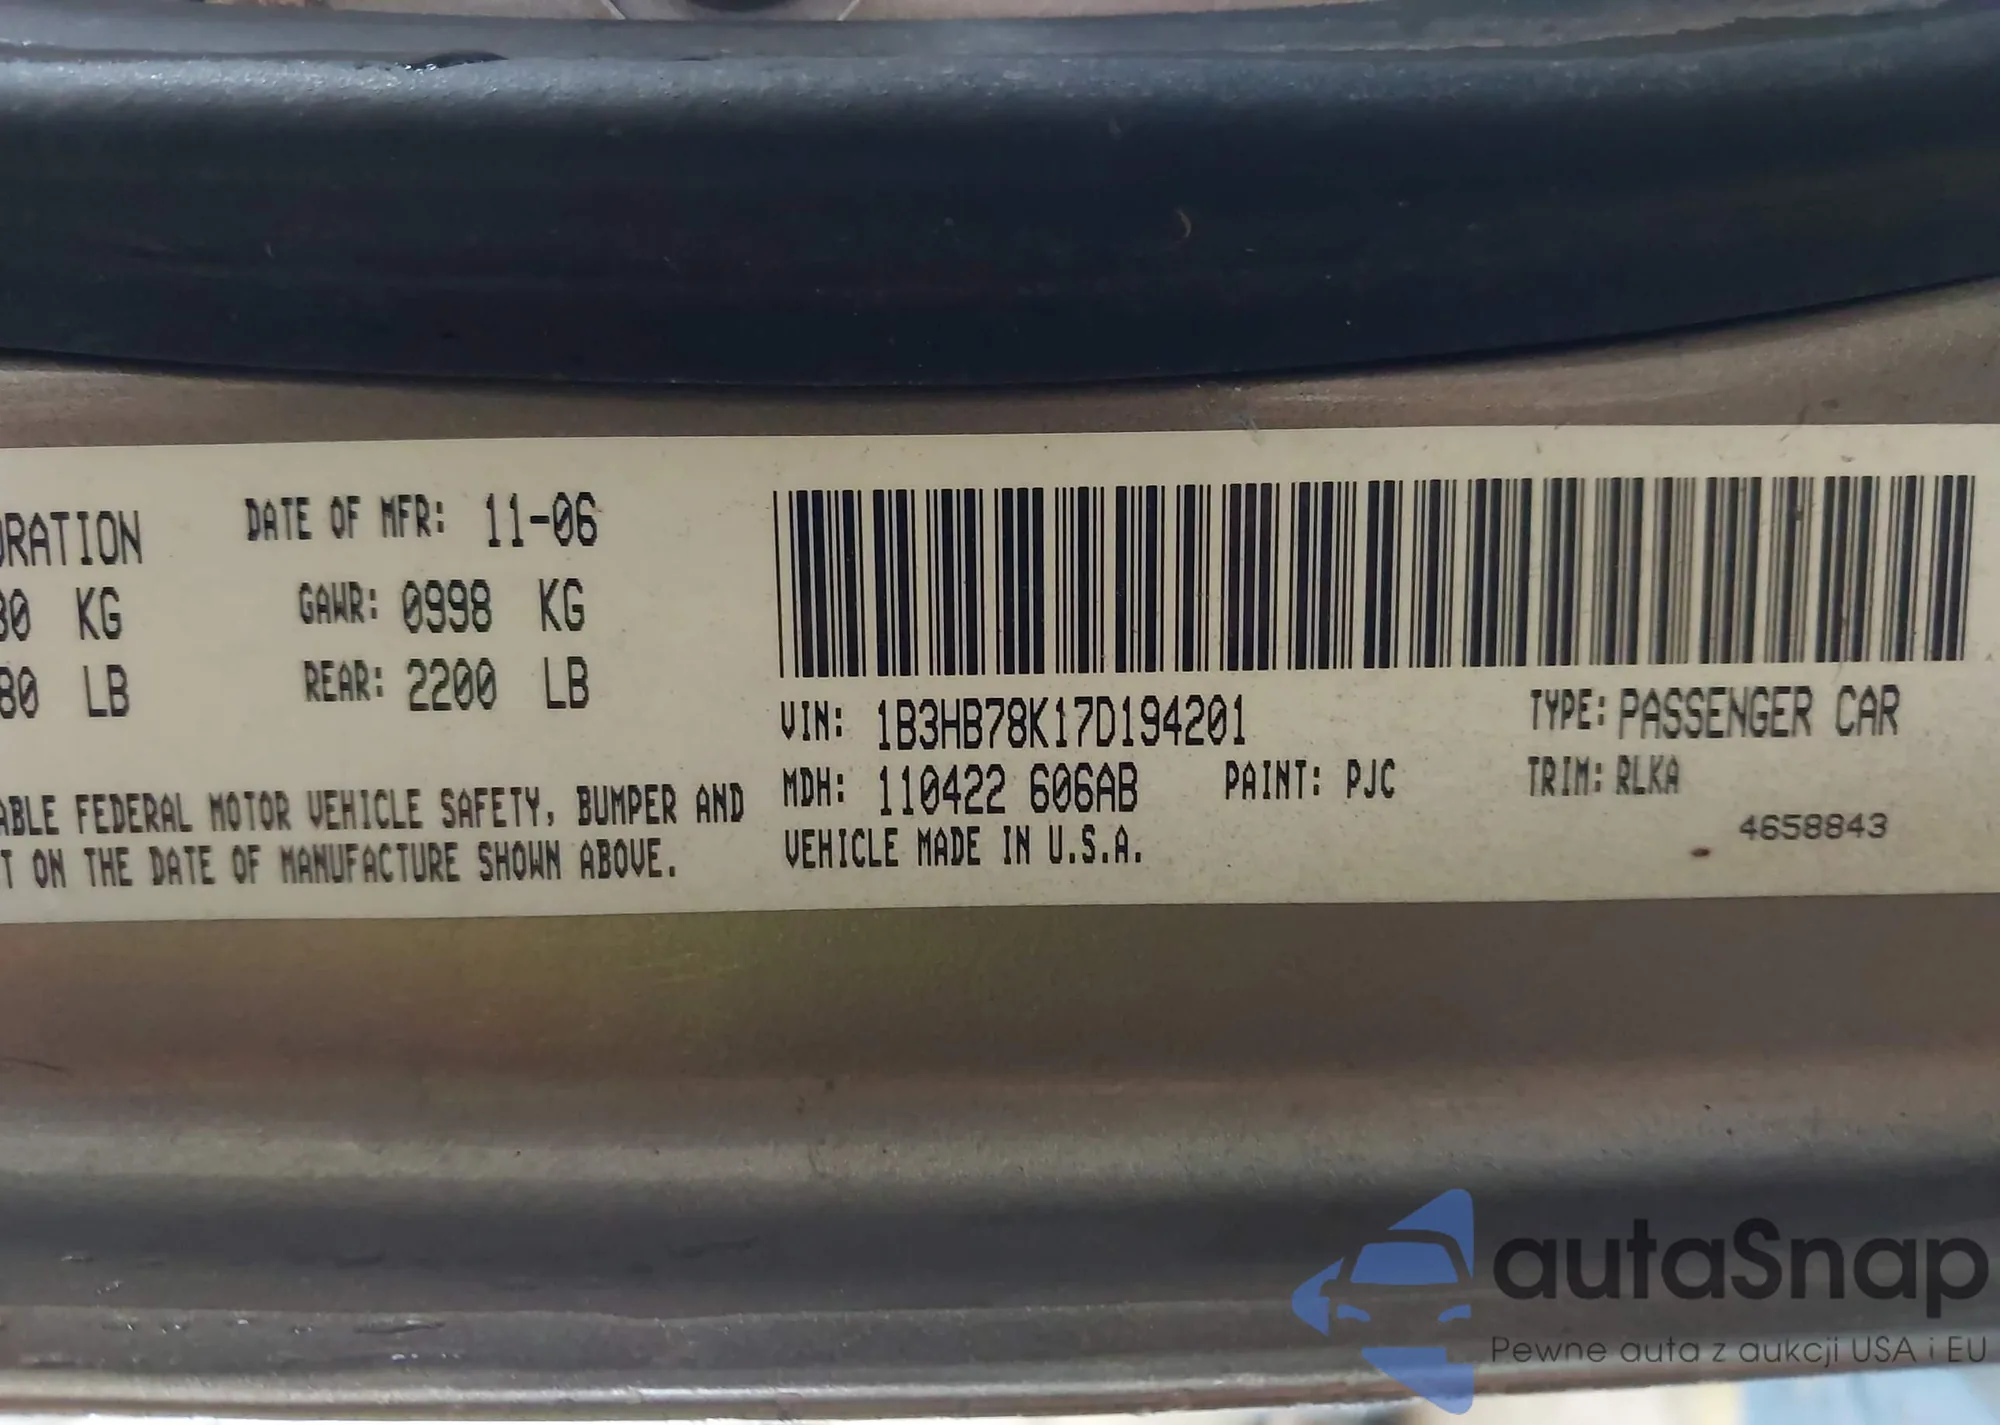 ORATION DATE OF MFR: 11-06
80 KG GAWR: 0998 KG
80 LB REAR: 2200 LB
VIN: 1B3HB78K17D194201 TYPE: PASSENGER CAR
MDH: 110422 606AB PAINT: PJC TRIM: RLKA
ABLE FEDERAL MOTOR VEHICLE SAFETY, BUMPER AND
VEHICLE MADE IN U.S.A. 4658843
T ON THE DATE OF MANUFACTURE SHOWN ABOVE.
autaSnap
Pewne auta z aukcji USA i EU